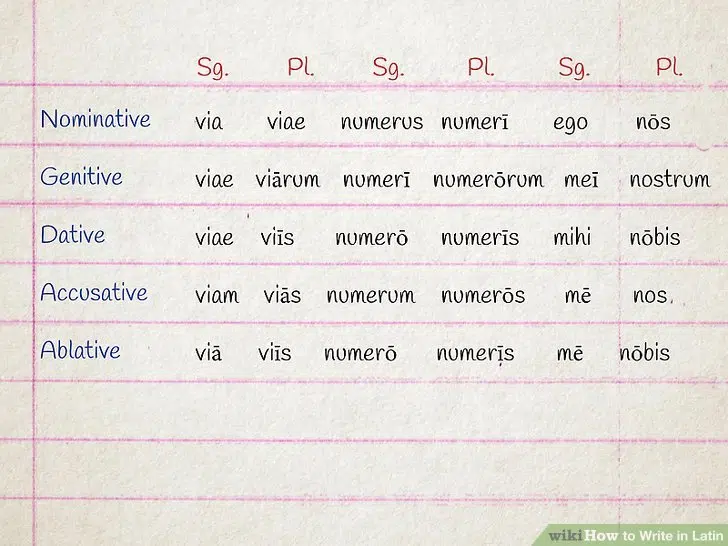 Sg. Pl. Sg. Pl. Sg. Pl.
Nominative via viae numerus numerī ego nōs
Genitive viae viārum numerī numerōrum meī nostrum
Dative viae viīs numerō numerīs mihi nōbis
Accusative viam viās numerum numerōs mē nos
Ablative viā viīs numerō numerīs mē nōbis
wikiHow to Write in Latin